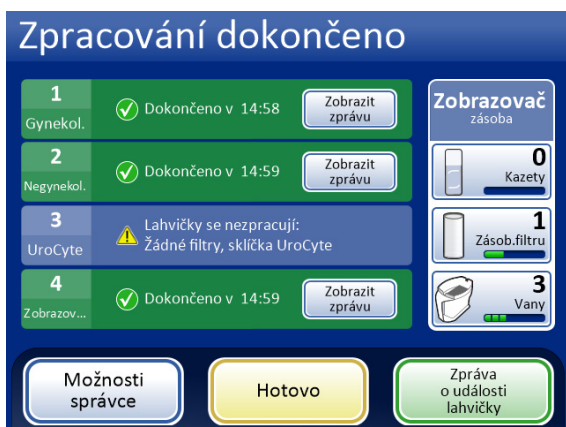 Zpracování dokončeno
1
Gynekol.
Dokončeno v 14:58
Zobrazit
zprávu
2
Negynekol.
Dokončeno v 14:59
Zobrazit
zprávu
3
UroCyte
Lahvičky se nezpracují:
Žádné filtry, sklíčka UroCyte
4
Zobrazov...
Dokončeno v 14:59
Zobrazit
zprávu
Zobrazovač
zásoba
0
Kazety
1
Zásob.filtru
3
Vany
Možnosti
správce
Hotovo
Zpráva
o události
lahvičky